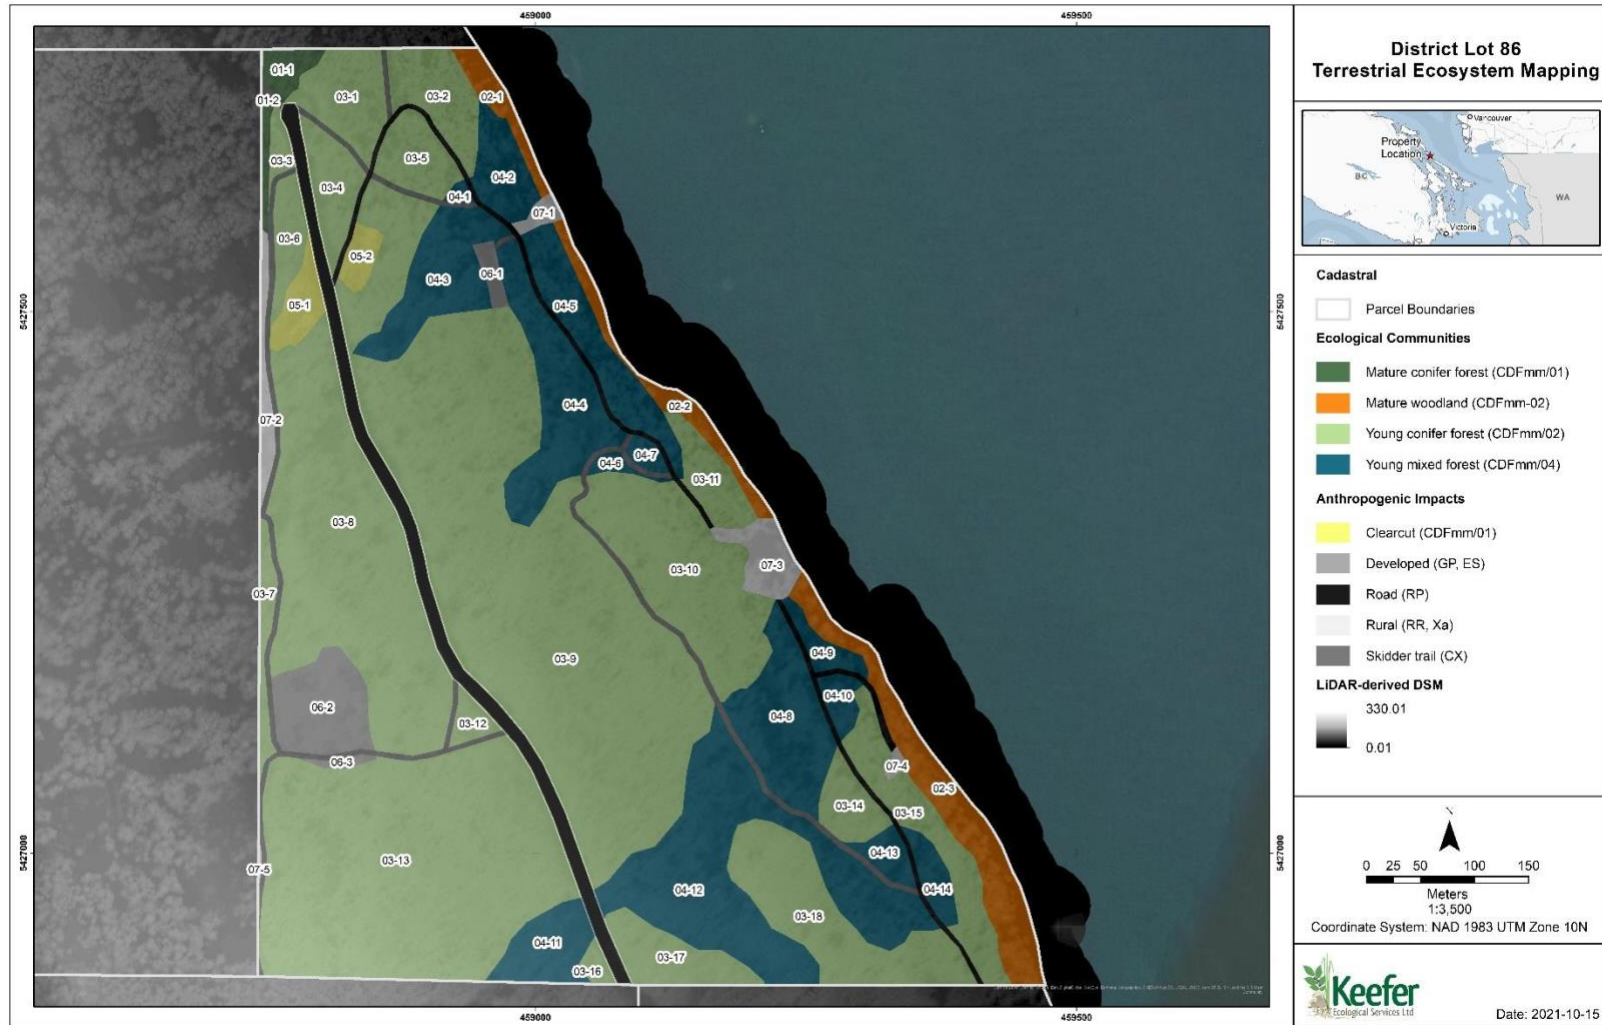 District Lot 86
Terrestrial Ecosystem Mapping
Vancouver
Property
Location
BC
WA
Victoria
Cadastral
Parcel Boundaries
Ecological Communities
Mature conifer forest (CDFmm/01)
Mature woodland (CDFmm-02)
Young conifer forest (CDFmm/02)
Young mixed forest (CDFmm/04)
Anthropogenic Impacts
Clearcut (CDFmm/01)
Developed (GP, ES)
Road (RP)
Rural (RR, Xa)
Skidder trail (CX)
LiDAR-derived DSM
330.01
0.01
N
0 25 50 100 150
Meters
1:3,500
Coordinate System: NAD 1983 UTM Zone 10N
Keefer
Ecological Services Ltd
Date: 2021-10-15
459000 459500
5427500 5427500
5427000 5427000
459000 459500
01-1
01-2
03-1
03-2
02-1
03-3
03-4
03-5
04-1
04-2
07-1
03-6
05-2
04-3
06-1
05-1
04-5
07-2
04-4
02-2
04-6
04-7
03-11
03-8
03-10
07-3
03-7
03-9
04-9
04-10
06-2
03-12
04-8
06-3
07-4
02-3
03-14
03-15
07-5
03-13
04-13
04-12
04-14
03-18
04-11
03-16
03-17